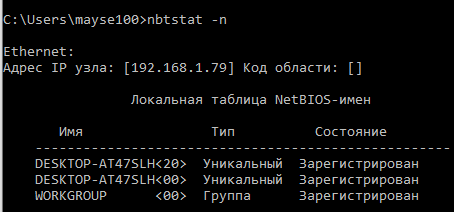 C:\Users\mayse100>nbtstat -n
Ethernet:
Адрес IP узла: [192.168.1.79] Код области: []
Локальная таблица NetBIOS-имен
Имя Тип Состояние
---------------------------------------------------
DESKTOP-AT47SLH<20> Уникальный Зарегистрирован
DESKTOP-AT47SLH<00> Уникальный Зарегистрирован
WORKGROUP <00> Группа Зарегистрирован